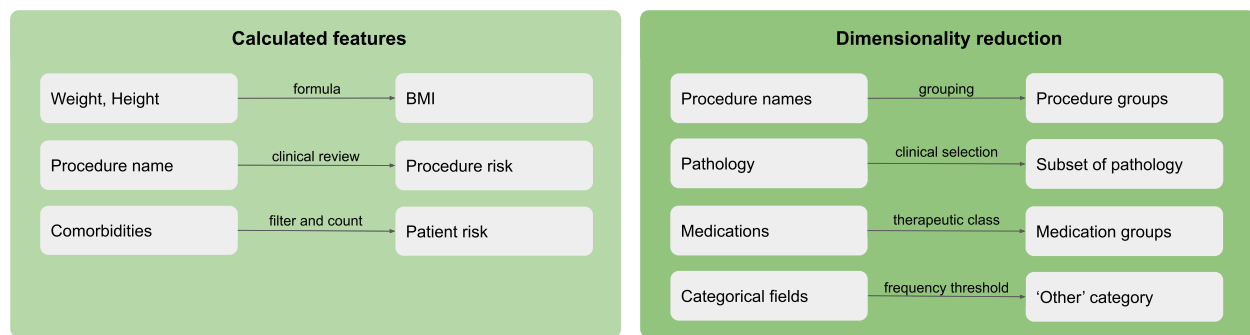 Calculated features
Weight, Height
formula
BMI
Procedure name
clinical review
Procedure risk
Comorbidities
filter and count
Patient risk
Dimensionality reduction
Procedure names
grouping
Procedure groups
Pathology
clinical selection
Subset of pathology
Medications
therapeutic class
Medication groups
Categorical fields
frequency threshold
‘Other’ category